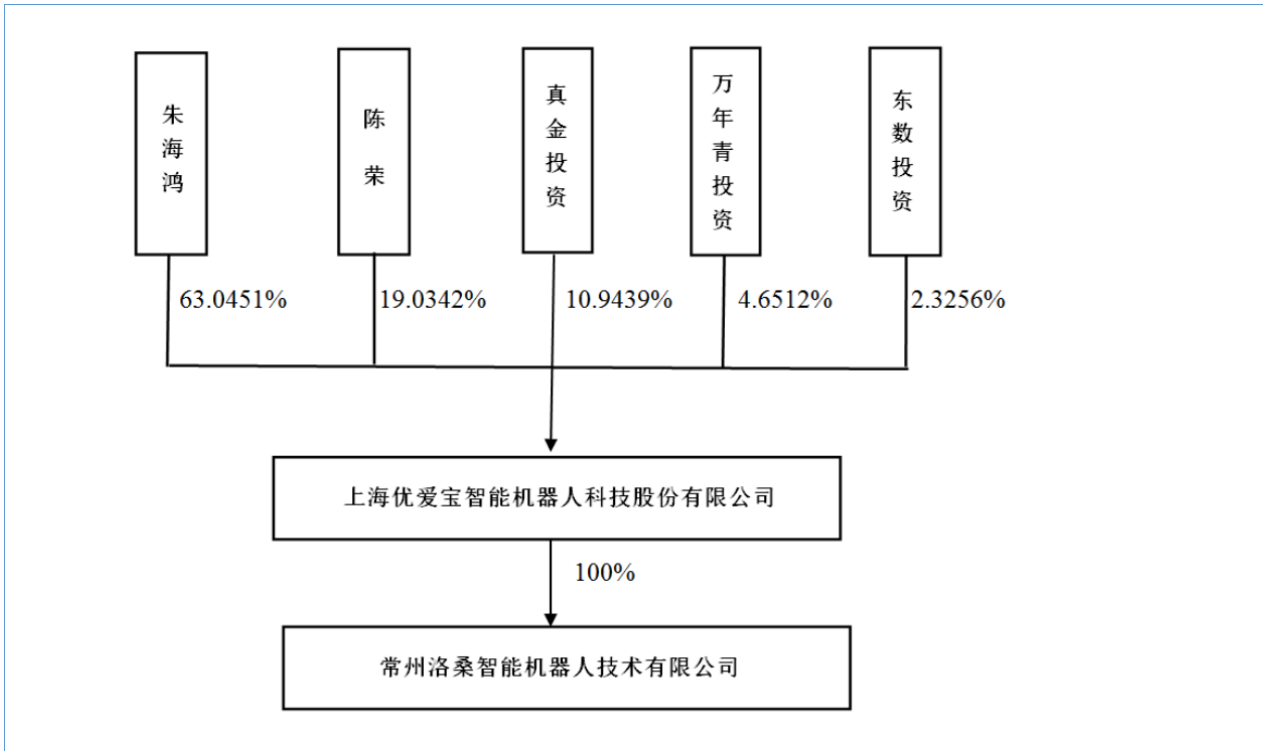 朱海鸿
陈荣
真金投资
万年青投资
东数投资
63.0451%
19.0342%
10.9439%
4.6512%
2.3256%
上海优爱宝智能机器人科技股份有限公司
100%
常州洛桑智能机器人技术有限公司